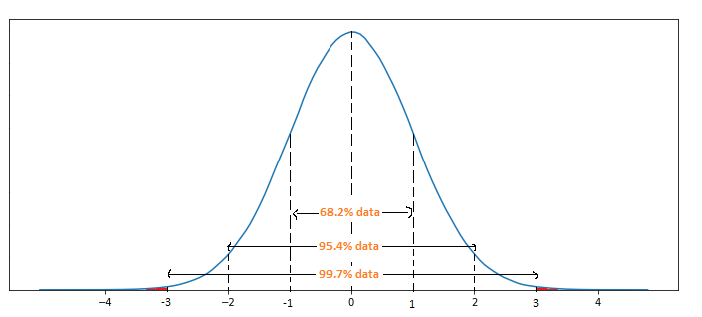 68.2% data
95.4% data
99.7% data
−4 -3 −2 -1 0 1 2 3 4